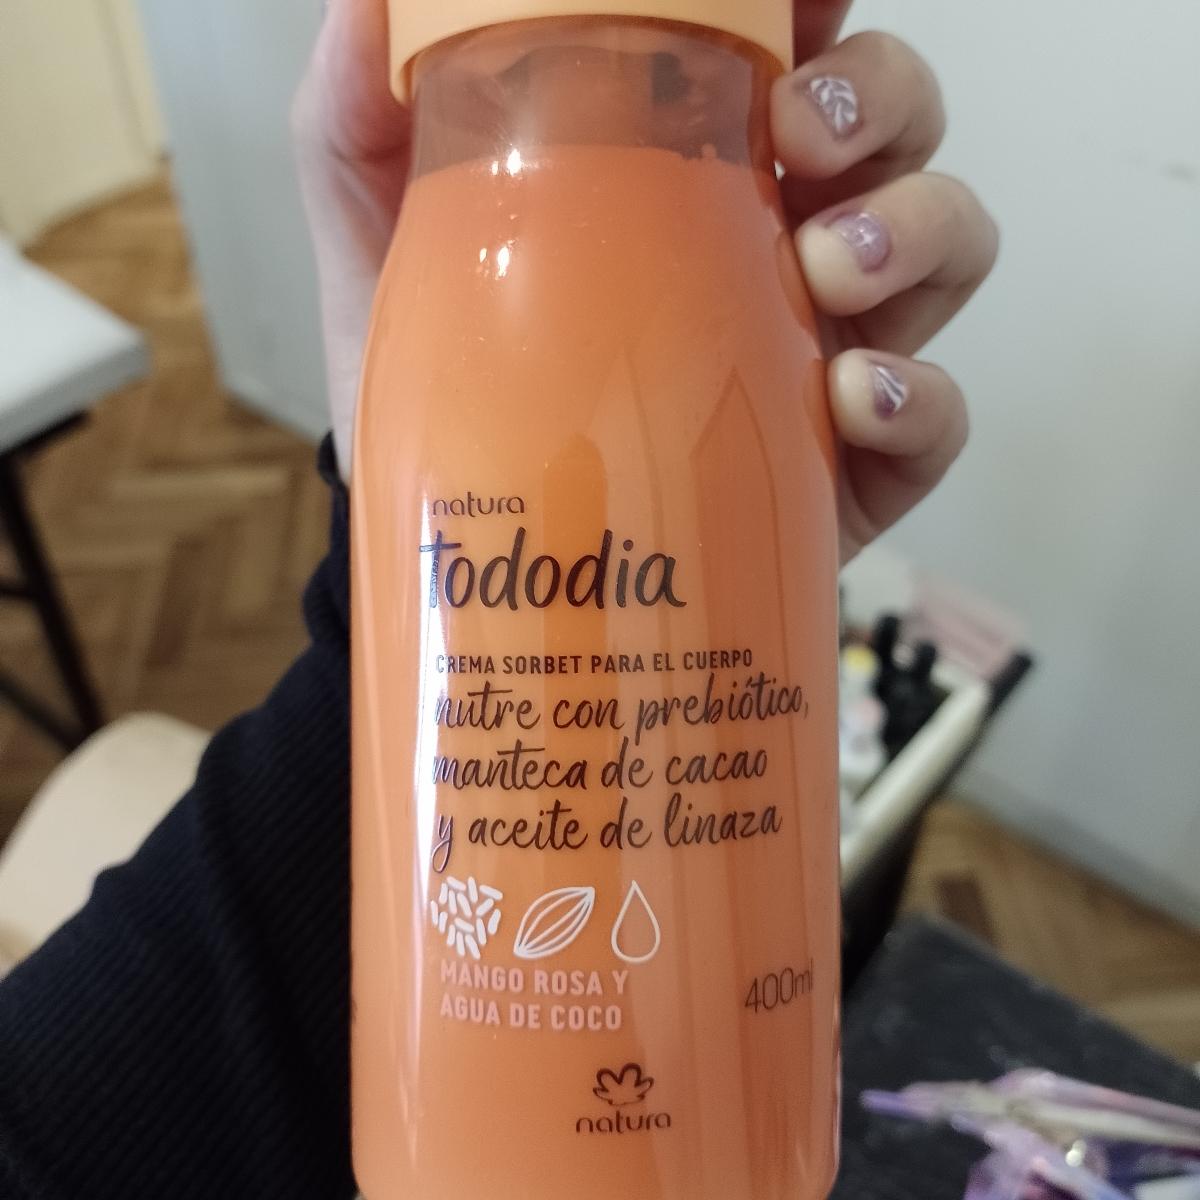 natura
tododia
CREMA SORBET PARA EL CUERPO
nutre con prebiótico,
manteca de cacao
y aceite de linaza
MANGO ROSA Y
AGUA DE COCO
400ml
natura